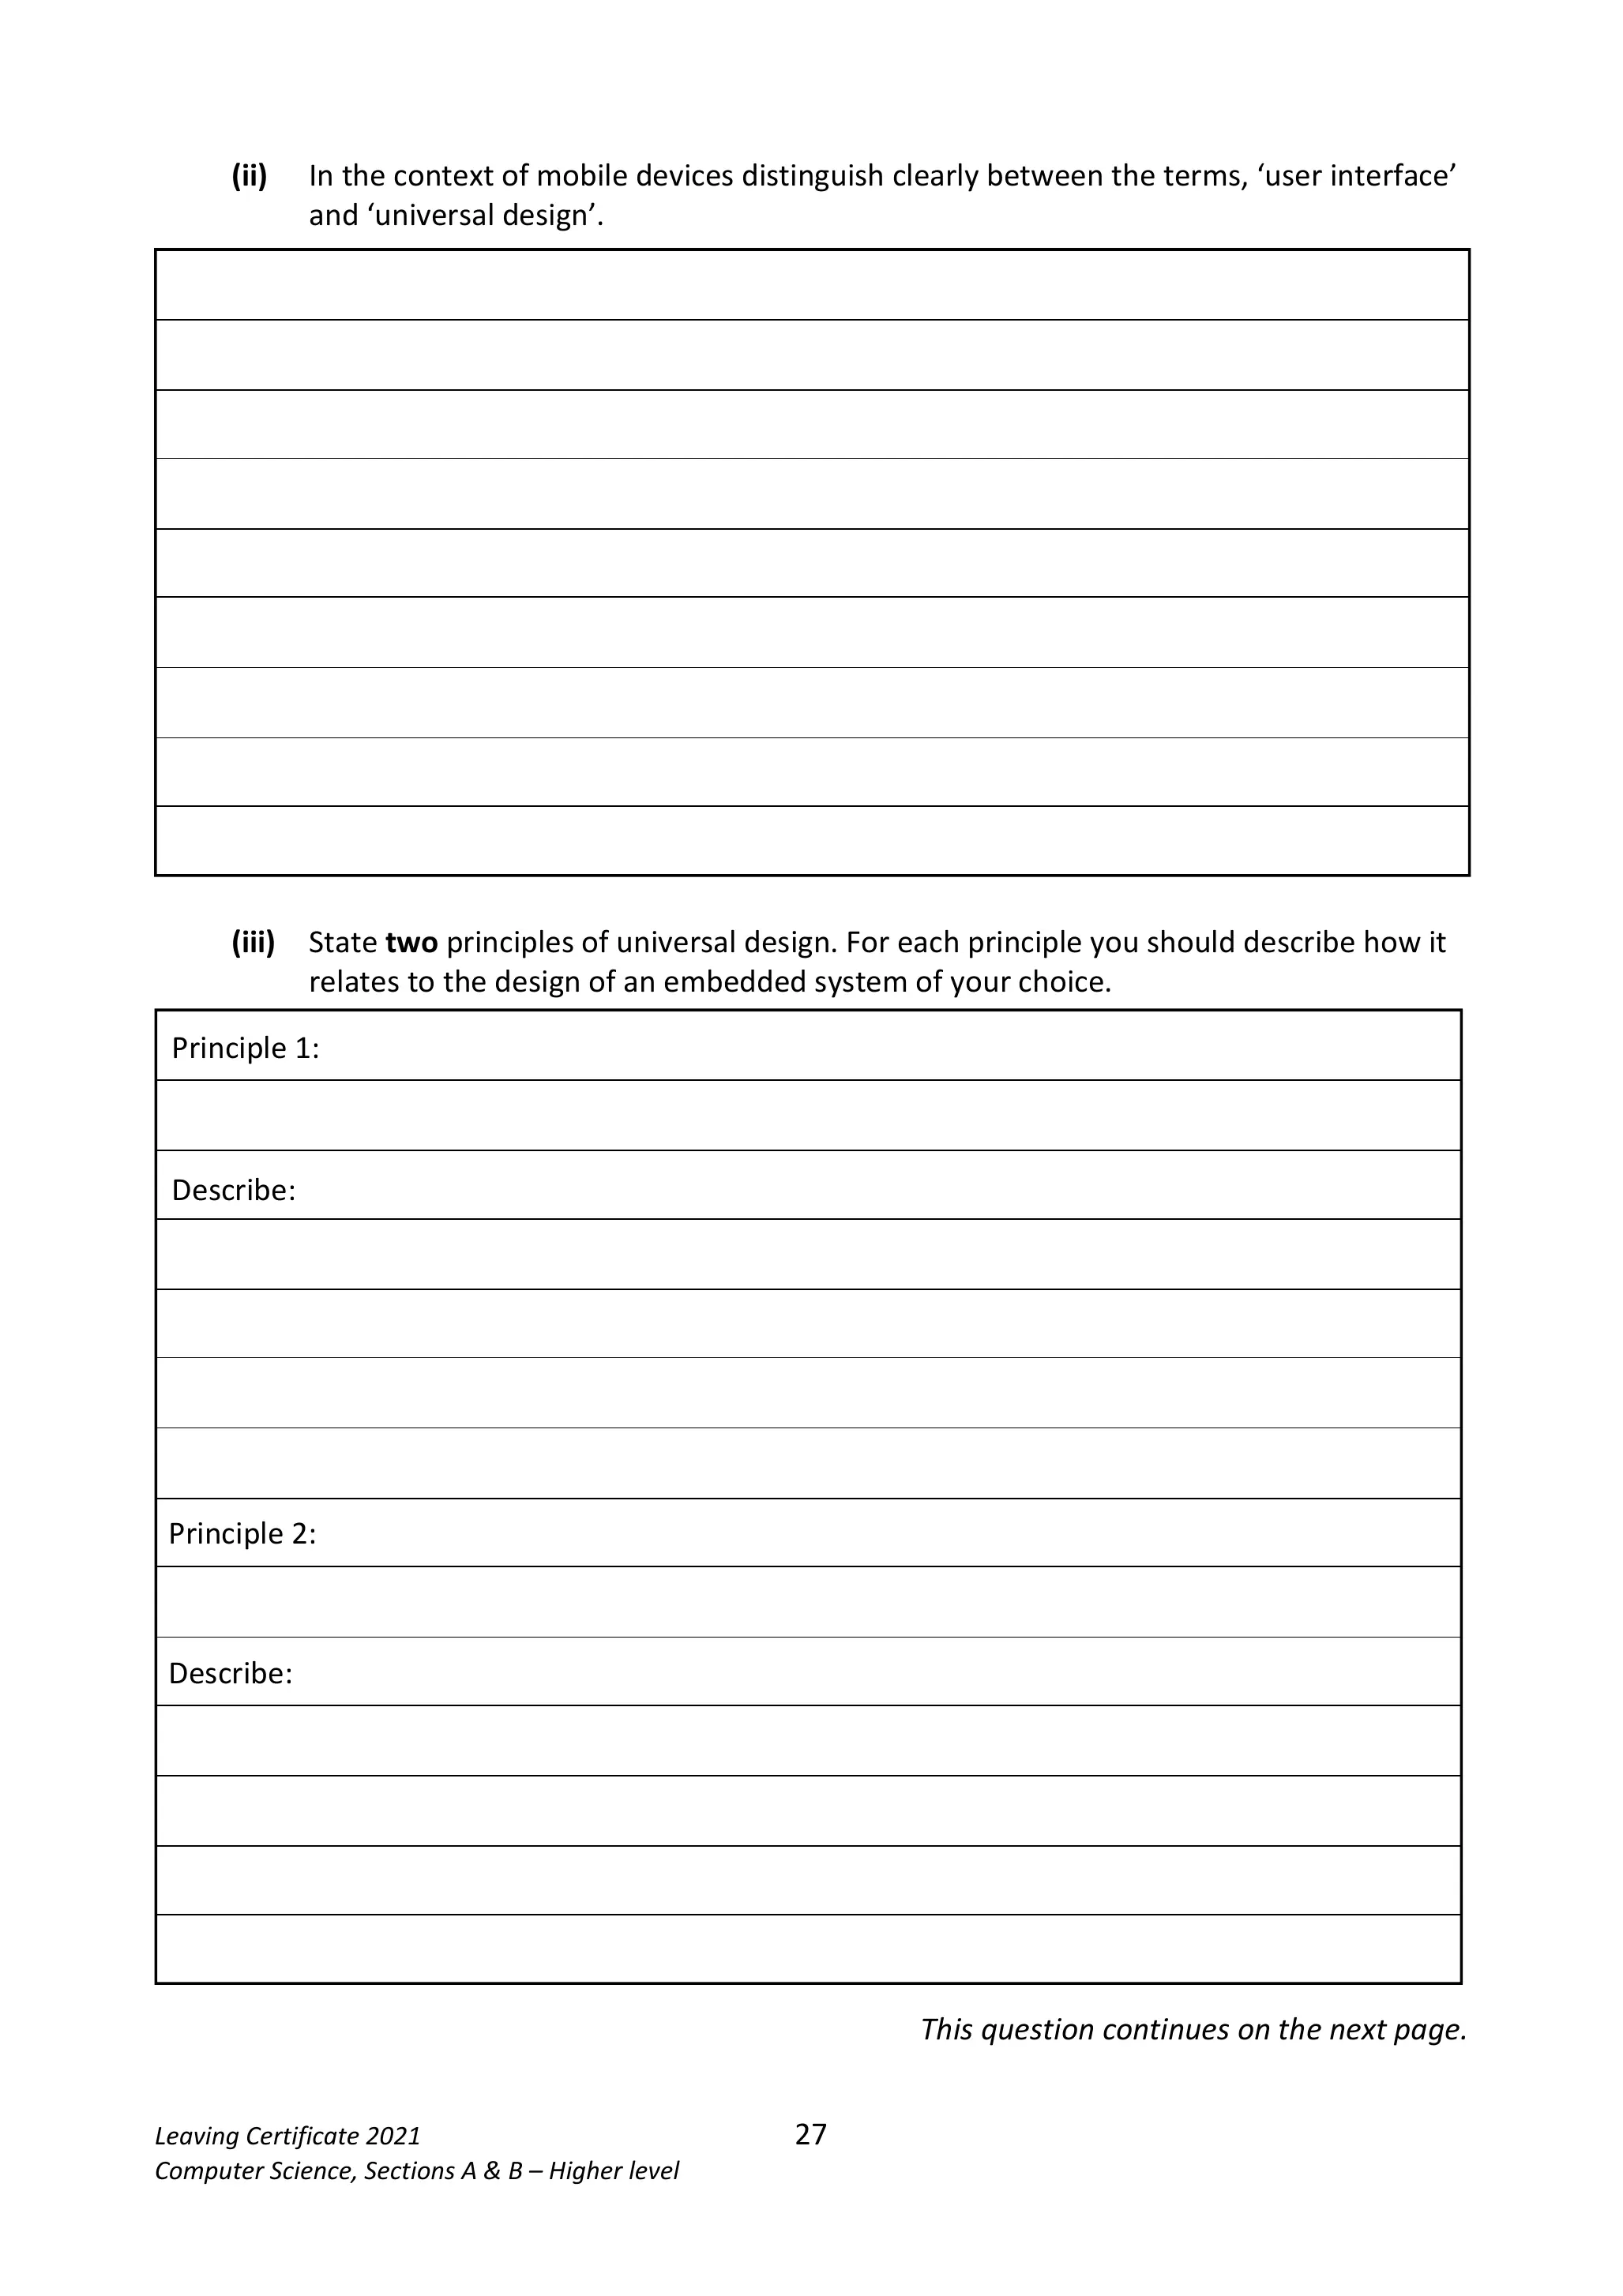 (ii) In the context of mobile devices distinguish clearly between the terms, ‘user interface’
and ‘universal design’.
(iii) State two principles of universal design. For each principle you should describe how it
relates to the design of an embedded system of your choice.
Principle 1:
Describe:
Principle 2:
Describe:
This question continues on the next page.
Leaving Certificate 2021 27
Computer Science, Sections A & B – Higher level